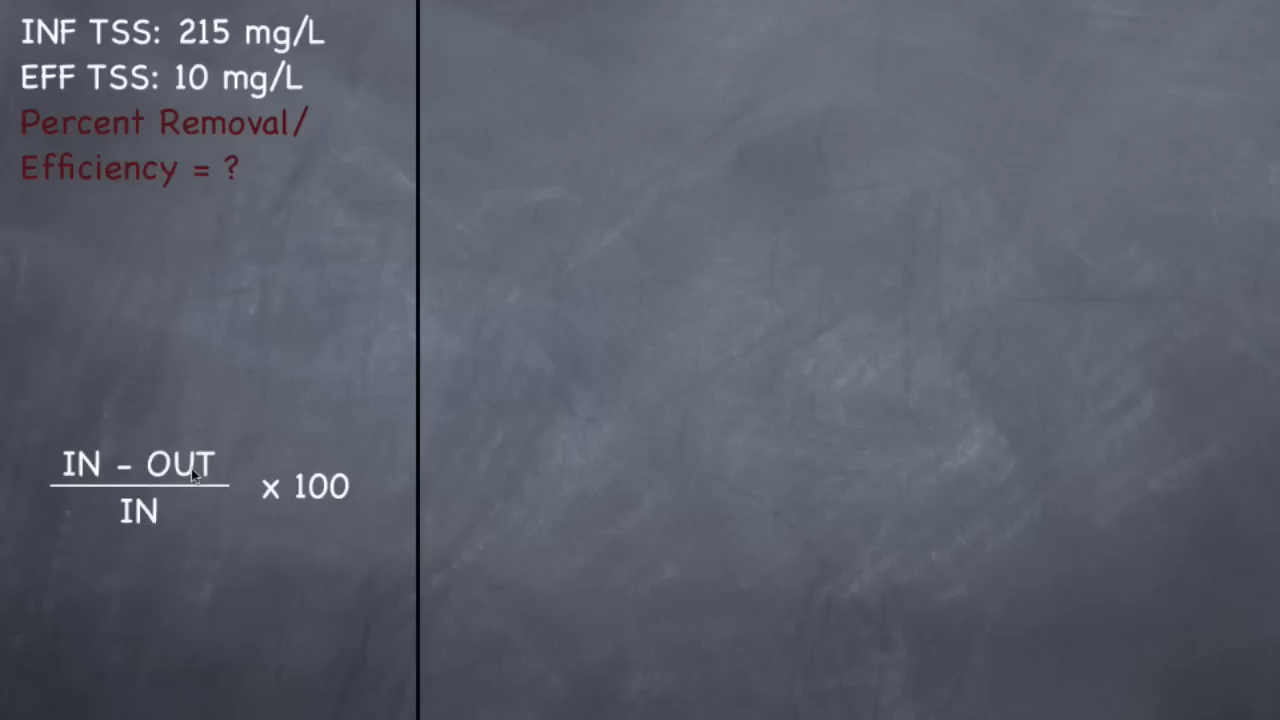 INF TSS: 215 mg/L
EFF TSS: 10 mg/L
Percent Removal/
Efficiency = ?
IN - OUT
IN
x 100